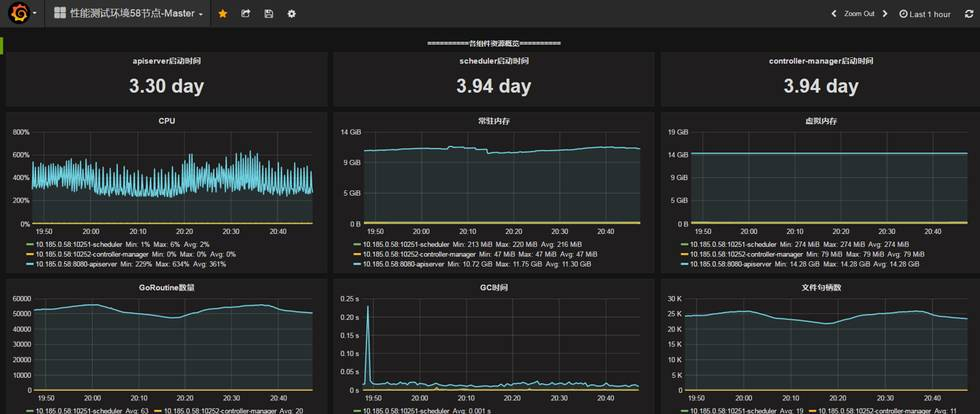 性能测试环境58节点-Master
Zoom Out
Last 1 hour
==========各组件资源概览==========
apiserver启动时间
3.30 day
scheduler启动时间
3.94 day
controller-manager启动时间
3.94 day
CPU
800%
600%
400%
200%
0%
19:50 20:00 20:10 20:20 20:30 20:40
10.185.0.58:10251-scheduler Min: 1% Max: 6% Avg: 2%
10.185.0.58:10252-controller-manager Min: 0% Max: 0% Avg: 0%
10.185.0.58:8080-apiserver Min: 229% Max: 634% Avg: 361%
常驻内存
14 GiB
9 GiB
5 GiB
0 B
19:50 20:00 20:10 20:20 20:30 20:40
10.185.0.58:10251-scheduler Min: 213 MiB Max: 220 MiB Avg: 216 MiB
10.185.0.58:10252-controller-manager Min: 47 MiB Max: 47 MiB Avg: 47 MiB
10.185.0.58:8080-apiserver Min: 10.72 GiB Max: 11.75 GiB Avg: 11.30 GiB
虚拟内存
19 GiB
14 GiB
9 GiB
5 GiB
0 B
19:50 20:00 20:10 20:20 20:30 20:40
10.185.0.58:10251-scheduler Min: 274 MiB Max: 274 MiB Avg: 274 MiB
10.185.0.58:10252-controller-manager Min: 79 MiB Max: 79 MiB Avg: 79 MiB
10.185.0.58:8080-apiserver Min: 14.28 GiB Max: 14.28 GiB Avg: 14.28 GiB
GoRoutine数量
60000
50000
40000
30000
20000
10000
0
19:50 20:00 20:10 20:20 20:30 20:40
10.185.0.58:10251-scheduler Avg: 63 10.185.0.58:10252-controller-manager Avg: 20
GC时间
0.25 s
0.20 s
0.15 s
0.10 s
0.05 s
0 s
19:50 20:00 20:10 20:20 20:30 20:40
10.185.0.58:10251-scheduler Avg: 0.001 s
文件句柄数
30 K
25 K
20 K
15 K
10 K
5 K
0
19:50 20:00 20:10 20:20 20:30 20:40
10.185.0.58:10251-scheduler Avg: 19 10.185.0.58:10252-controller-manager Avg: 11